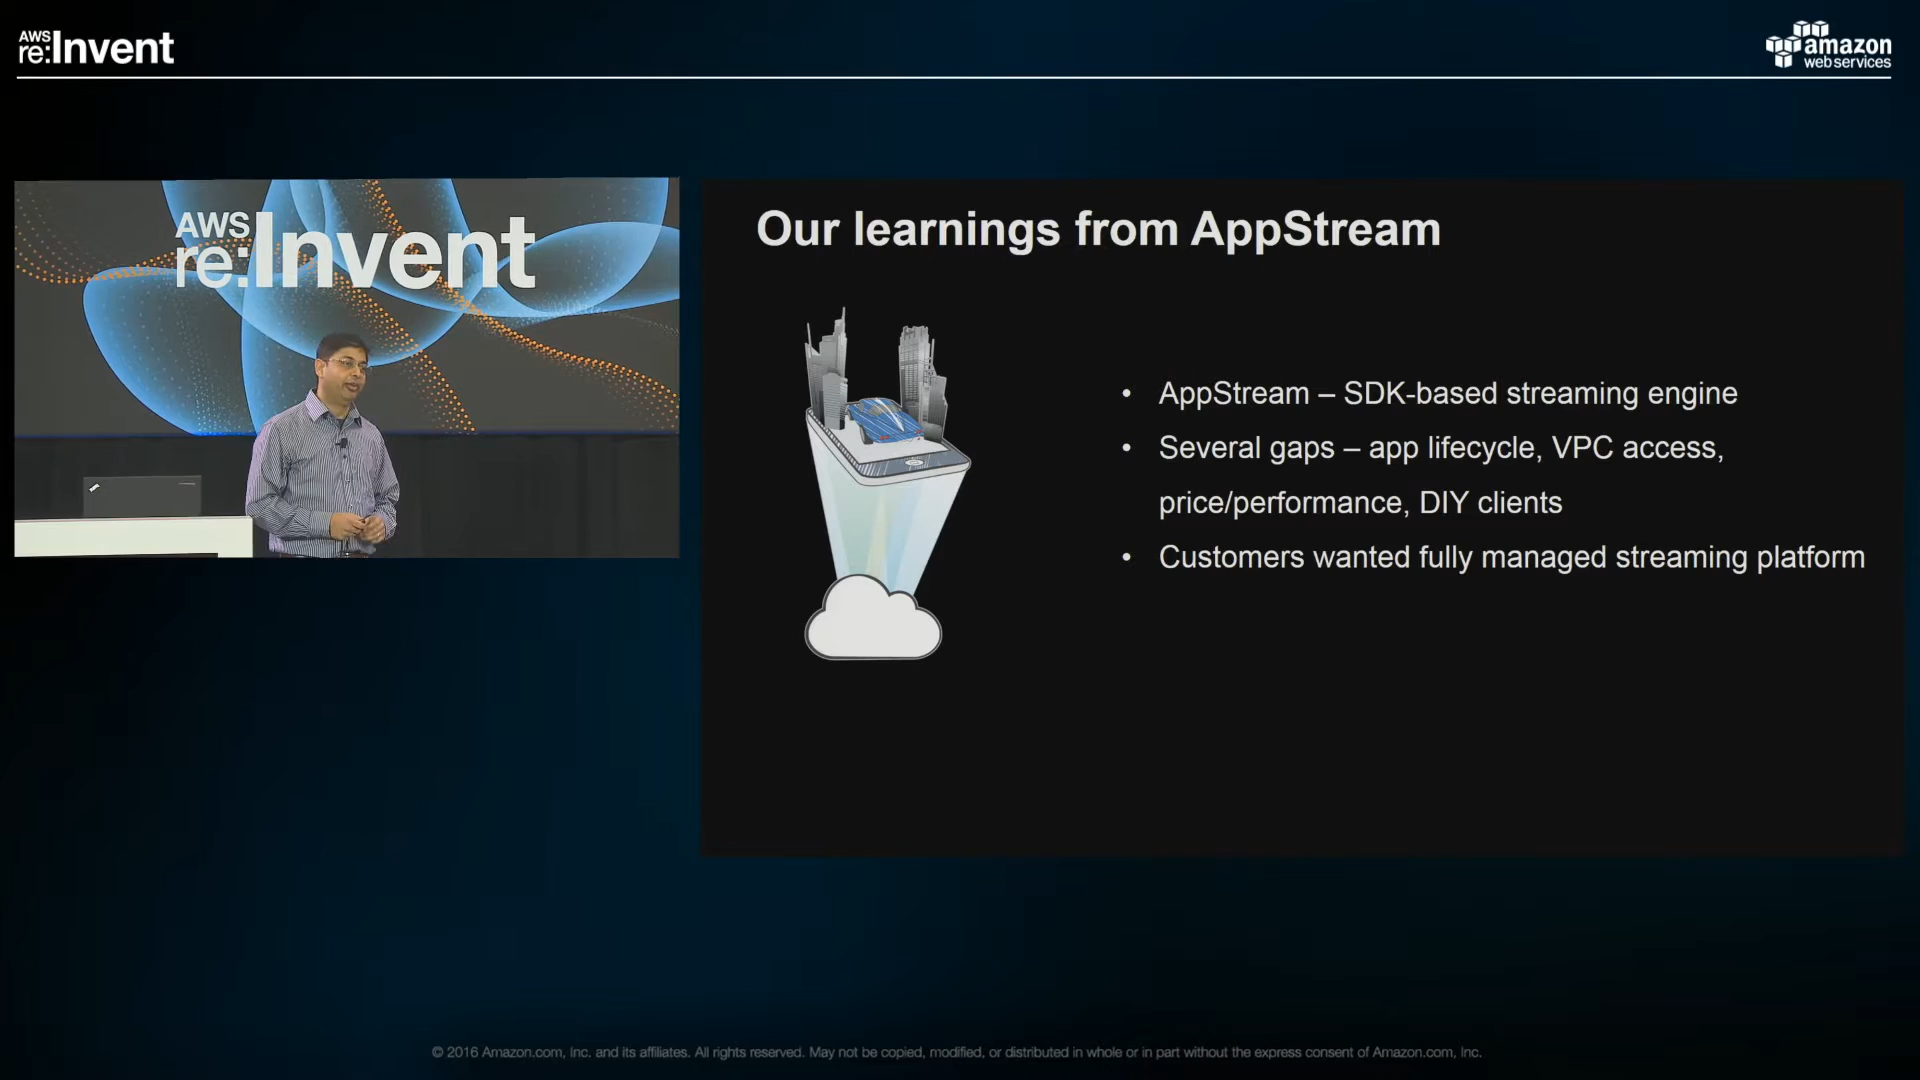 AWS
re:Invent
amazon
web services
AWS
re:Invent
Our learnings from AppStream
• AppStream – SDK-based streaming engine
• Several gaps – app lifecycle, VPC access,
price/performance, DIY clients
• Customers wanted fully managed streaming platform
© 2016 Amazon.com, Inc. and its affiliates. All rights reserved. May not be copied, modified, or distributed in whole or in part without the express consent of Amazon.com, Inc.